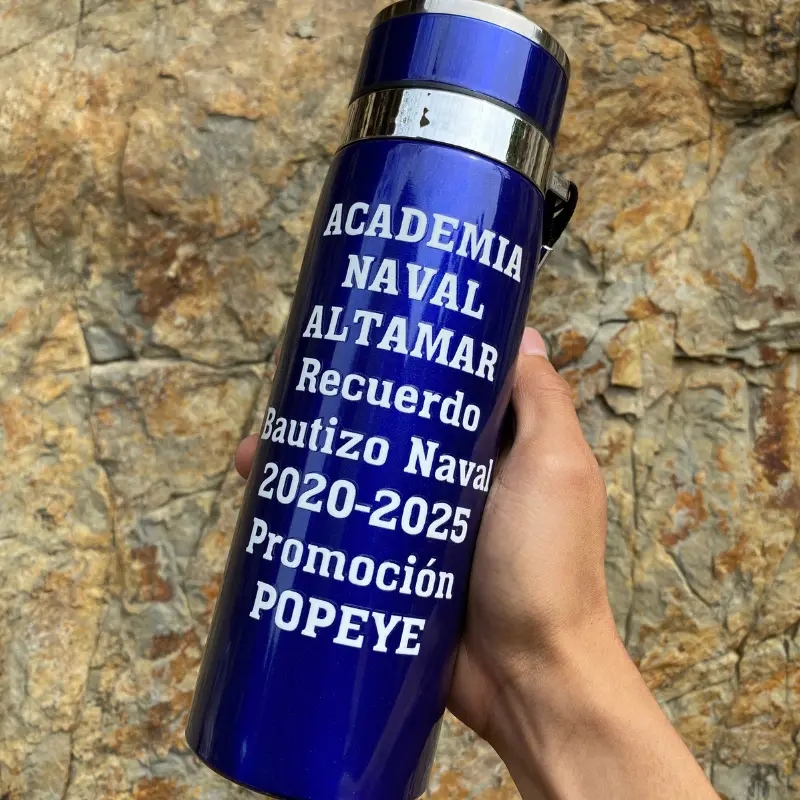 ACADEMIA
NAVAL
ALTAMAR
Recuerdo
Bautizo Naval
2020-2025
Promoción
POPEYE